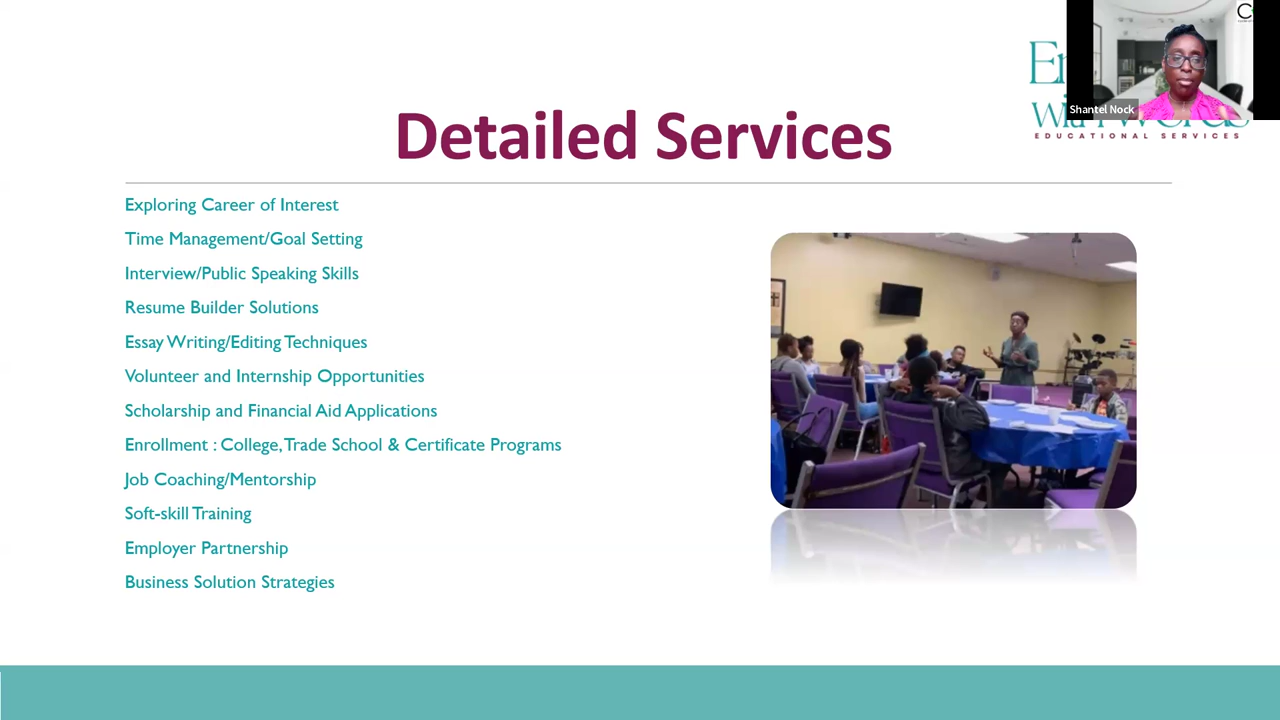 Shantel Nock
EDUCATIONAL SERVICES
Detailed Services
Exploring Career of Interest
Time Management/Goal Setting
Interview/Public Speaking Skills
Resume Builder Solutions
Essay Writing/Editing Techniques
Volunteer and Internship Opportunities
Scholarship and Financial Aid Applications
Enrollment : College, Trade School & Certificate Programs
Job Coaching/Mentorship
Soft-skill Training
Employer Partnership
Business Solution Strategies